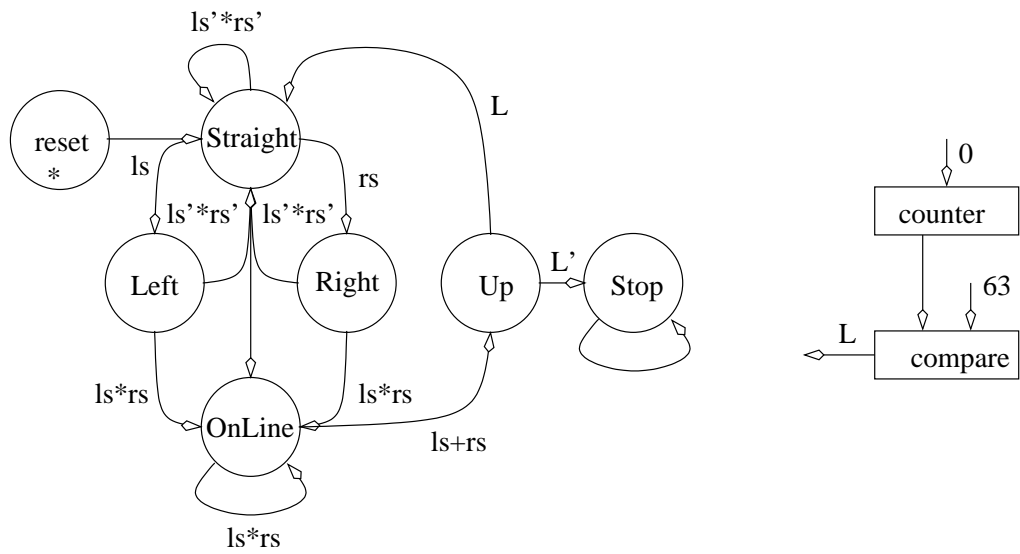 ls’*rs’
L
reset
*
Straight
ls
rs
0
counter
ls’*rs’
ls’*rs’
Left
Right
Up
L’
Stop
63
L
compare
ls*rs
ls*rs
OnLine
ls+rs
ls*rs